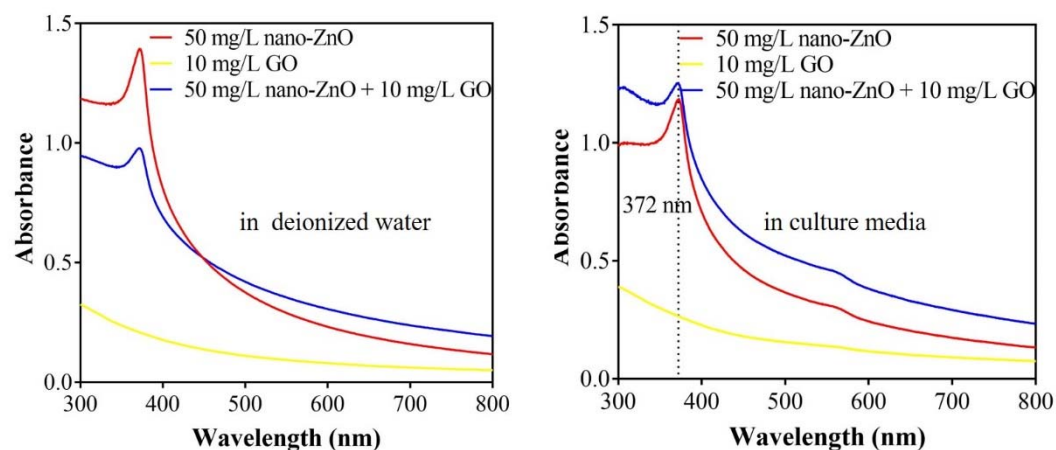 1.5
1.0
0.5
0.0
Absorbance
50 mg/L nano-ZnO
10 mg/L GO
50 mg/L nano-ZnO + 10 mg/L GO
in deionized water
300 400 500 600 700 800
Wavelength (nm)
1.5
1.0
0.5
0.0
Absorbance
50 mg/L nano-ZnO
10 mg/L GO
50 mg/L nano-ZnO + 10 mg/L GO
372 nm
in culture media
300 400 500 600 700 800
Wavelength (nm)